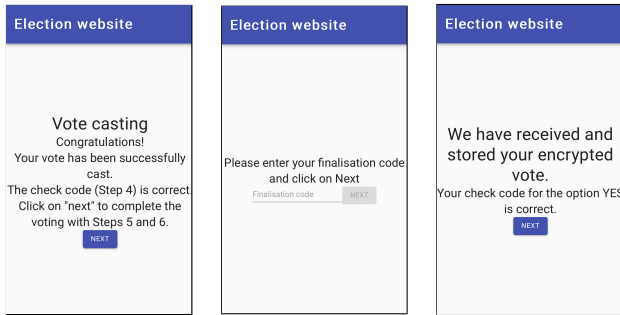 Election website
Vote casting
Congratulations!
Your vote has been successfully
cast.
The check code (Step 4) is correct.
Click on "next" to complete the
voting with Steps 5 and 6.
NEXT
Election website
Please enter your finalisation code
and click on Next
Finalisation code NEXT
Election website
We have received and
stored your encrypted
vote.
Your check code for the option YES
is correct.
NEXT